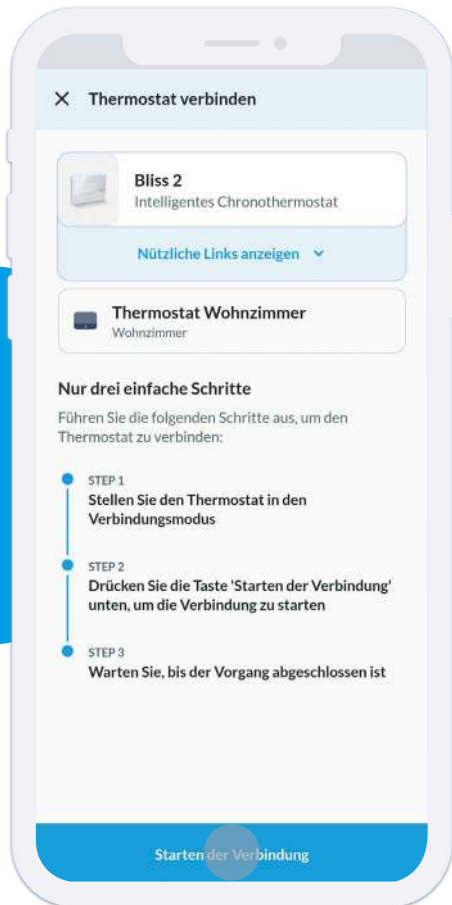 Thermostat verbinden
Bliss 2
Intelligentes Chronothermostat
Nützliche Links anzeigen
Thermostat Wohnzimmer
Wohnzimmer
Nur drei einfache Schritte
Führen Sie die folgenden Schritte aus, um den
Thermostat zu verbinden:
STEP 1
Stellen Sie den Thermostat in den
Verbindungsmodus
STEP 2
Drücken Sie die Taste 'Starten der Verbindung'
unten, um die Verbindung zu starten
STEP 3
Warten Sie, bis der Vorgang abgeschlossen ist
Starten der Verbindung